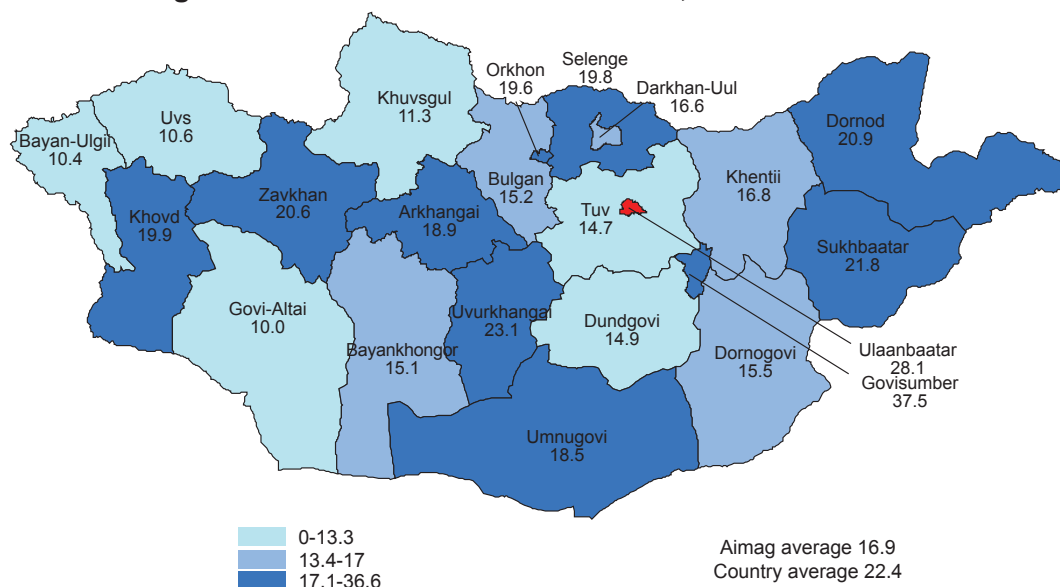 Orkhon
19.6
Selenge
19.8
Darkhan-Uul
16.6
Khuvsgul
11.3
Uvs
10.6
Bayan-Ulgii
10.4
Dornod
20.9
Bulgan
15.2
Khentii
16.8
Zavkhan
20.6
Arkhangai
18.9
Khovd
19.9
Tuv
14.7
Sukhbaatar
21.8
Govi-Altai
10.0
Uvurkhangai
23.1
Dundgovi
14.9
Bayankhongor
15.1
Dornogovi
15.5
Ulaanbaatar
28.1
Govisumber
37.5
Umnugovi
18.5
0-13.3
13.4-17
17.1-36.6
Aimag average 16.9
Country average 22.4